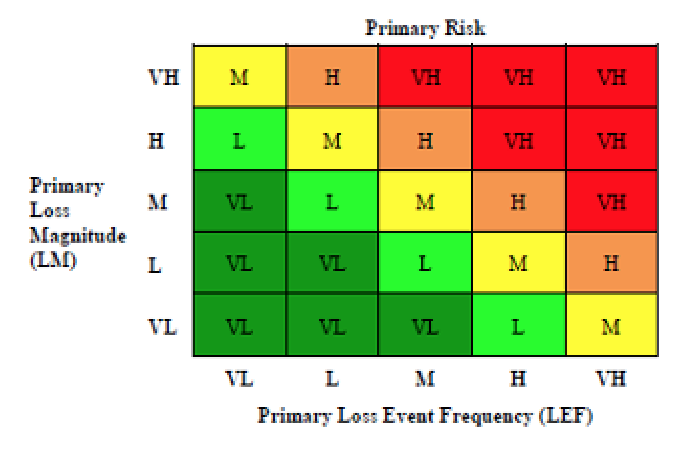 Primary Risk
VH M H VH VH VH
H L M H VH VH
Primary
Loss
Magnitude
(LM)
M VL L M H VH
L VL VL L M H
VL VL VL VL L M
VL L M H VH
Primary Loss Event Frequency (LEF)